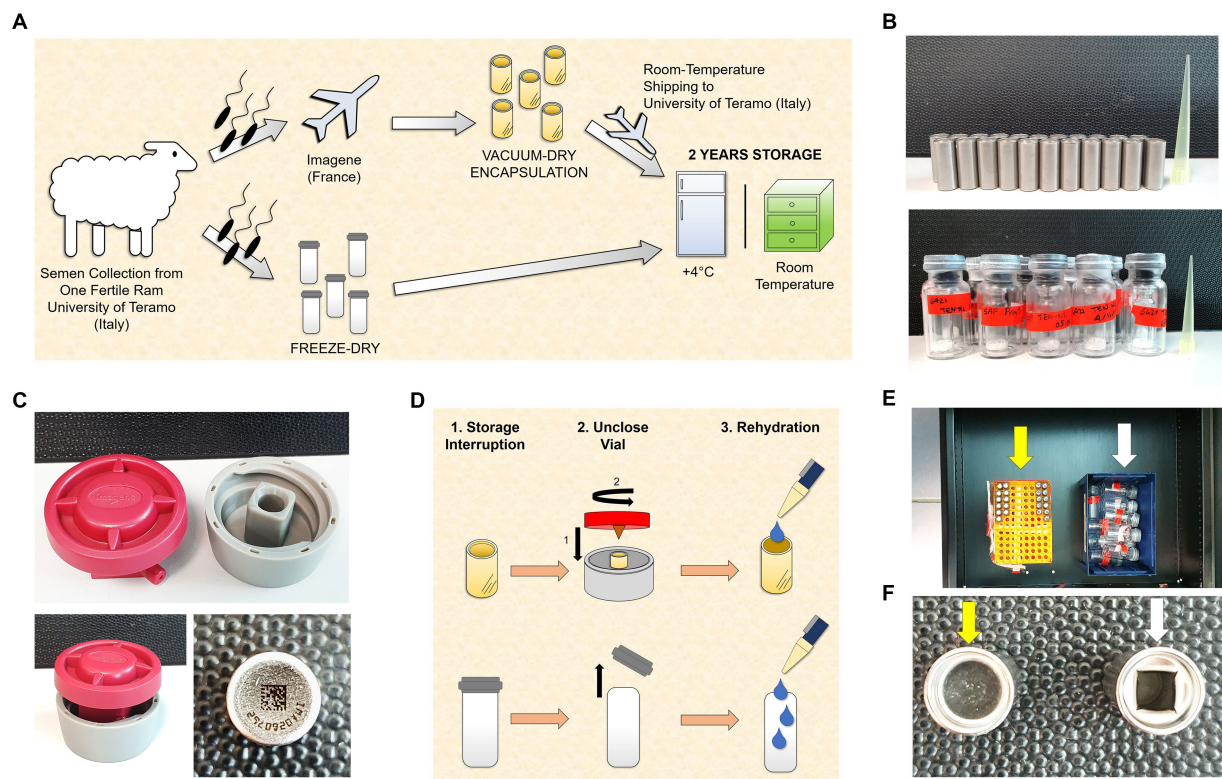 A
Imagene
(France)
VACUUM-DRY
ENCAPSULATION
Room-Temperature
Shipping to
University of Teramo (Italy)
2 YEARS STORAGE
+4°C
Room
Temperature
Semen Collection from
One Fertile Ram
University of Teramo
(Italy)
FREEZE-DRY
B
C
imagene
D
1. Storage
Interruption
2. Unclose
Vial
3. Rehydration
2
1
E
F